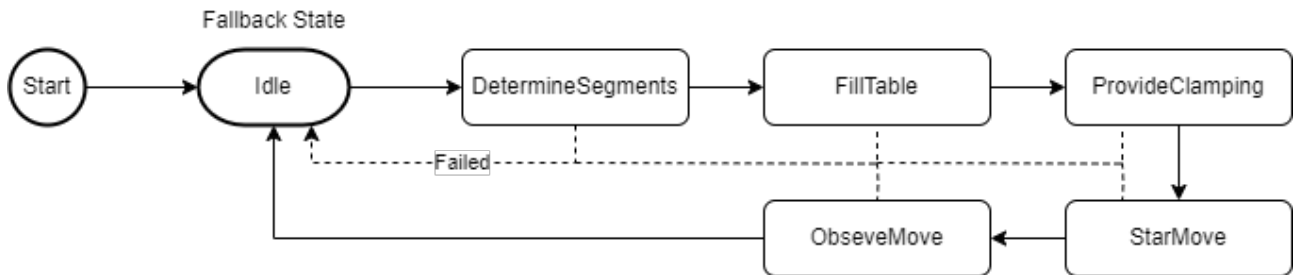 Fallback State
Start
Idle
DetermineSegments
FillTable
ProvideClamping
Failed
ObseveMove
StarMove